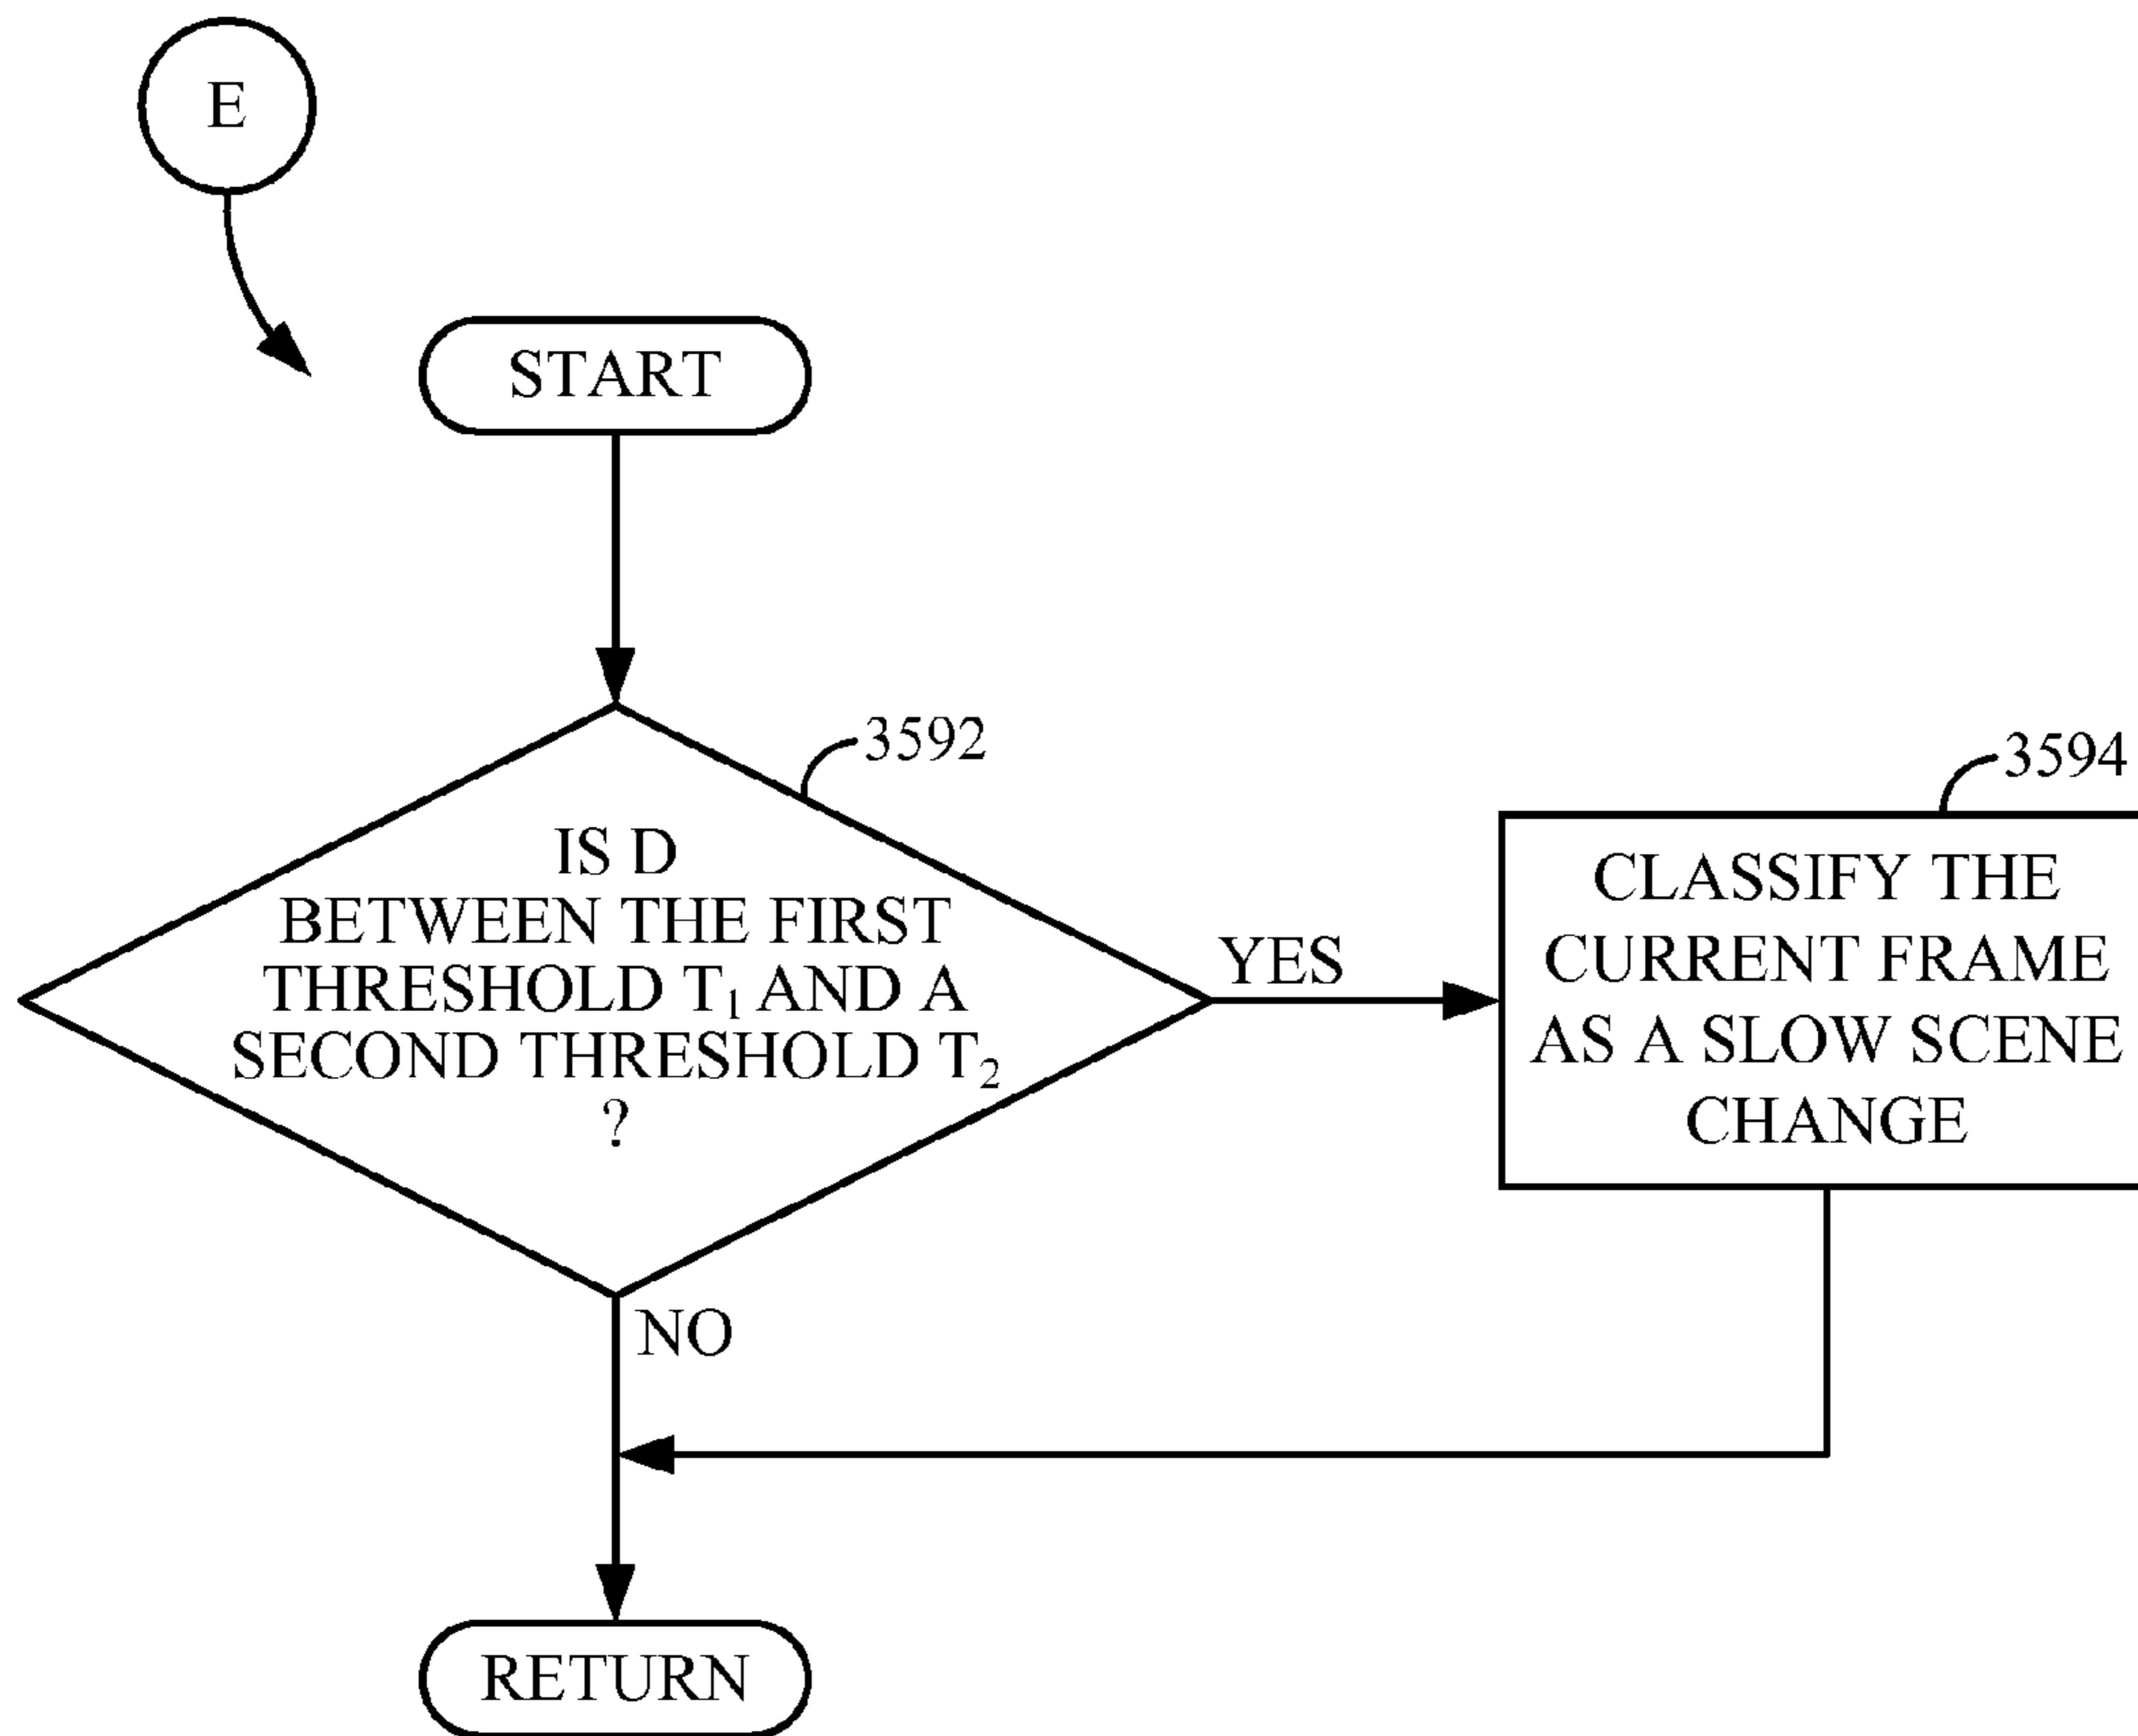 E
START
3592
IS D
BETWEEN THE FIRST
THRESHOLD T₁ AND A
SECOND THRESHOLD T₂
?
YES
3594
CLASSIFY THE
CURRENT FRAME
AS A SLOW SCENE
CHANGE
NO
RETURN